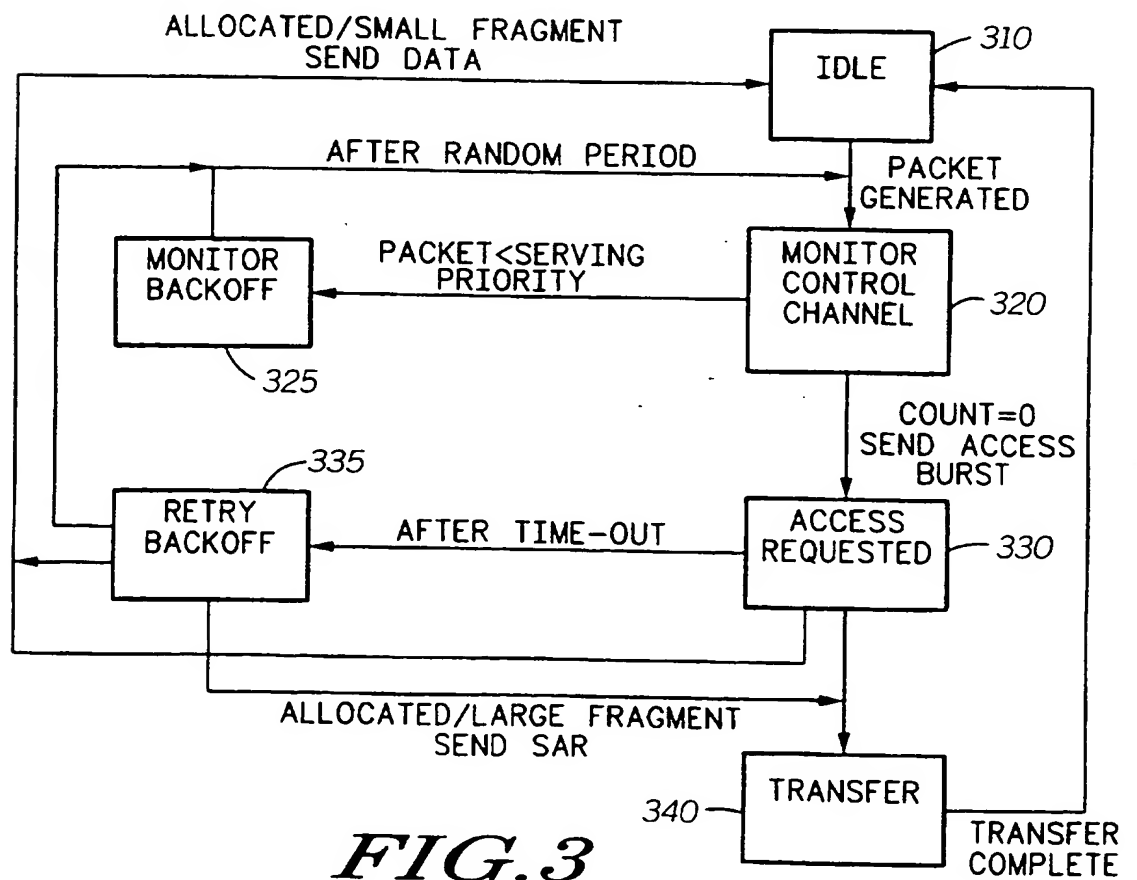 ALLOCATED/SMALL FRAGMENT
SEND DATA
310
IDLE
AFTER RANDOM PERIOD
PACKET
GENERATED
MONITOR
BACKOFF
325
PACKET<SERVING
PRIORITY
MONITOR
CONTROL
CHANNEL
320
COUNT=0
SEND ACCESS
BURST
335
RETRY
BACKOFF
AFTER TIME-OUT
ACCESS
REQUESTED
330
ALLOCATED/LARGE FRAGMENT
SEND SAR
TRANSFER
340
TRANSFER
COMPLETE
FIG.3